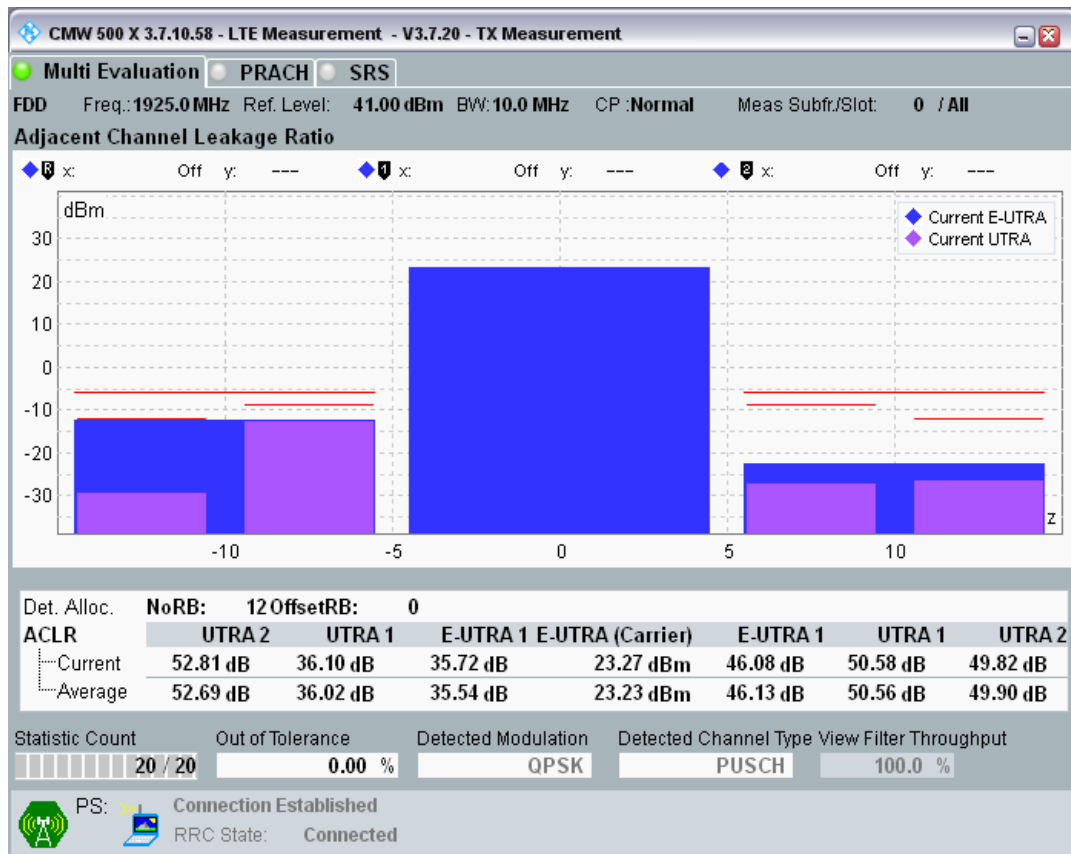 CMW 500 X 3.7.10.58 - LTE Measurement - V3.7.20 - TX Measurement
Multi Evaluation PRACH SRS
FDD Freq.: 1925.0 MHz Ref. Level: 41.00 dBm BW: 10.0 MHz CP :Normal Meas Subfr./Slot: 0 / All
Adjacent Channel Leakage Ratio
R x: Off y: --- 1 x: Off y: --- 2 x: Off y: ---
dBm
Current E-UTRA
Current UTRA
30
20
10
0
-10
-20
-30
z
-10 -5 0 5 10
Det. Alloc. NoRB: 12 OffsetRB: 0
ACLR UTRA 2 UTRA 1 E-UTRA 1 E-UTRA (Carrier) E-UTRA 1 UTRA 1 UTRA 2
Current 52.81 dB 36.10 dB 35.72 dB 23.27 dBm 46.08 dB 50.58 dB 49.82 dB
Average 52.69 dB 36.02 dB 35.54 dB 23.23 dBm 46.13 dB 50.56 dB 49.90 dB
Statistic Count Out of Tolerance Detected Modulation Detected Channel Type View Filter Throughput
20 / 20 0.00 % QPSK PUSCH 100.0 %
PS: Connection Established
RRC State: Connected